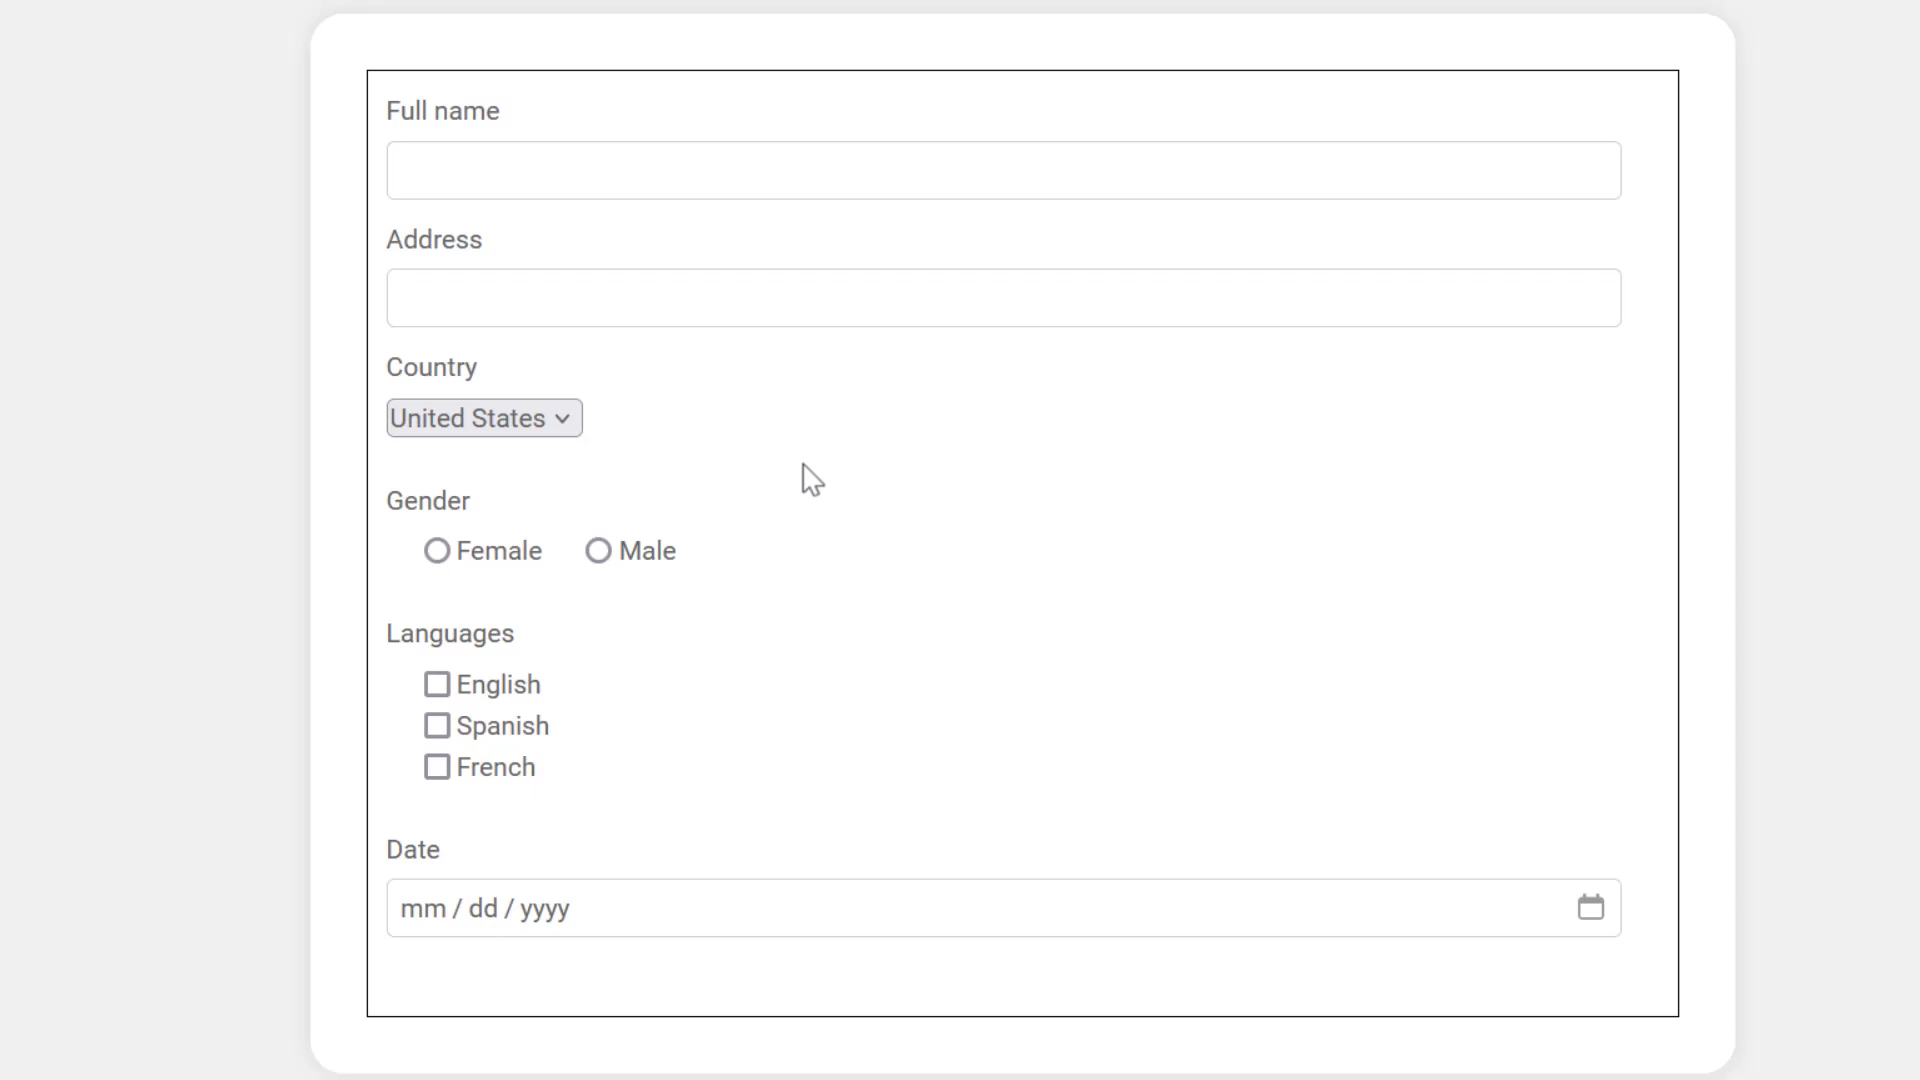 Full name
Address
Country
United States
Gender
Female Male
Languages
English
Spanish
French
Date
mm / dd / yyyy